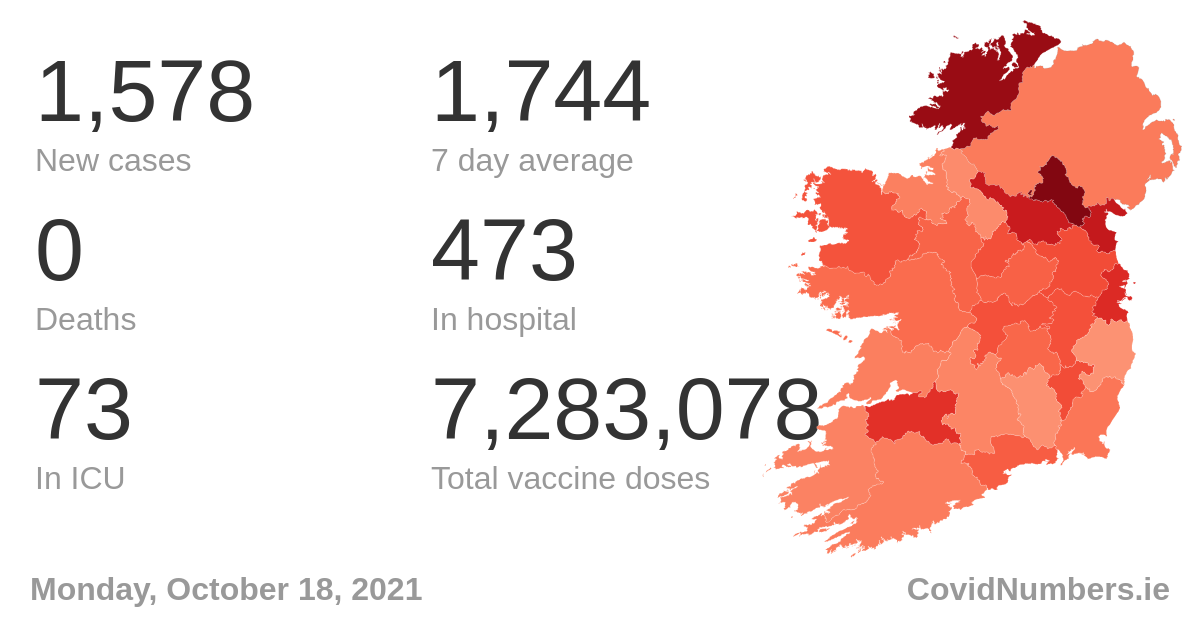 1,578
New cases
1,744
7 day average
0
Deaths
473
In hospital
73
In ICU
7,283,078
Total vaccine doses
Monday, October 18, 2021
CovidNumbers.ie